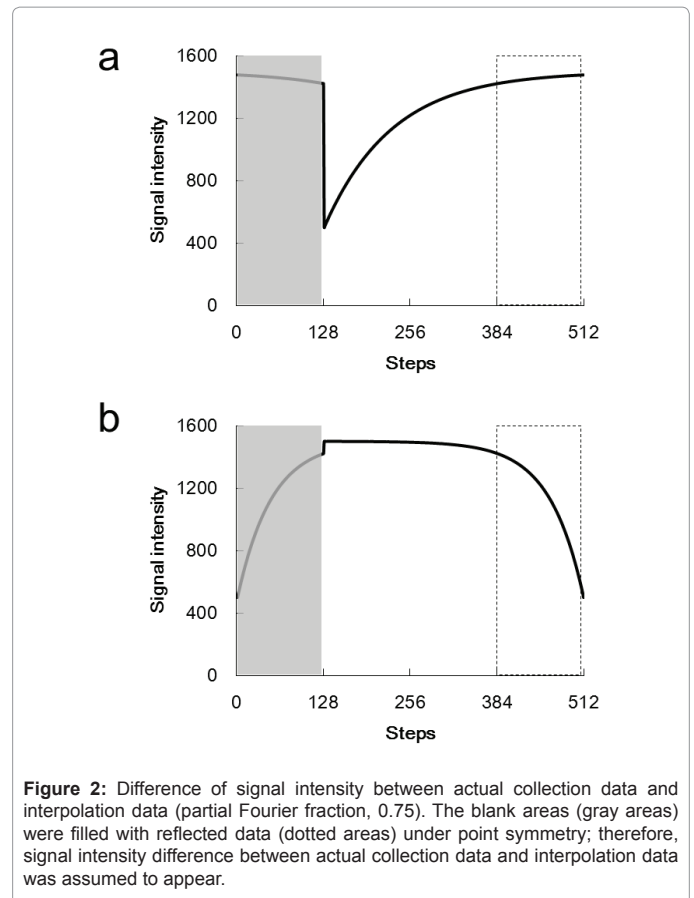 a
1600
1200
800
400
0
Signal intensity
0 128 256 384 512
Steps
b
1600
1200
800
400
0
Signal intensity
0 128 256 384 512
Steps
Figure 2: Difference of signal intensity between actual collection data and
interpolation data (partial Fourier fraction, 0.75). The blank areas (gray areas)
were filled with reflected data (dotted areas) under point symmetry; therefore,
signal intensity difference between actual collection data and interpolation data
was assumed to appear.